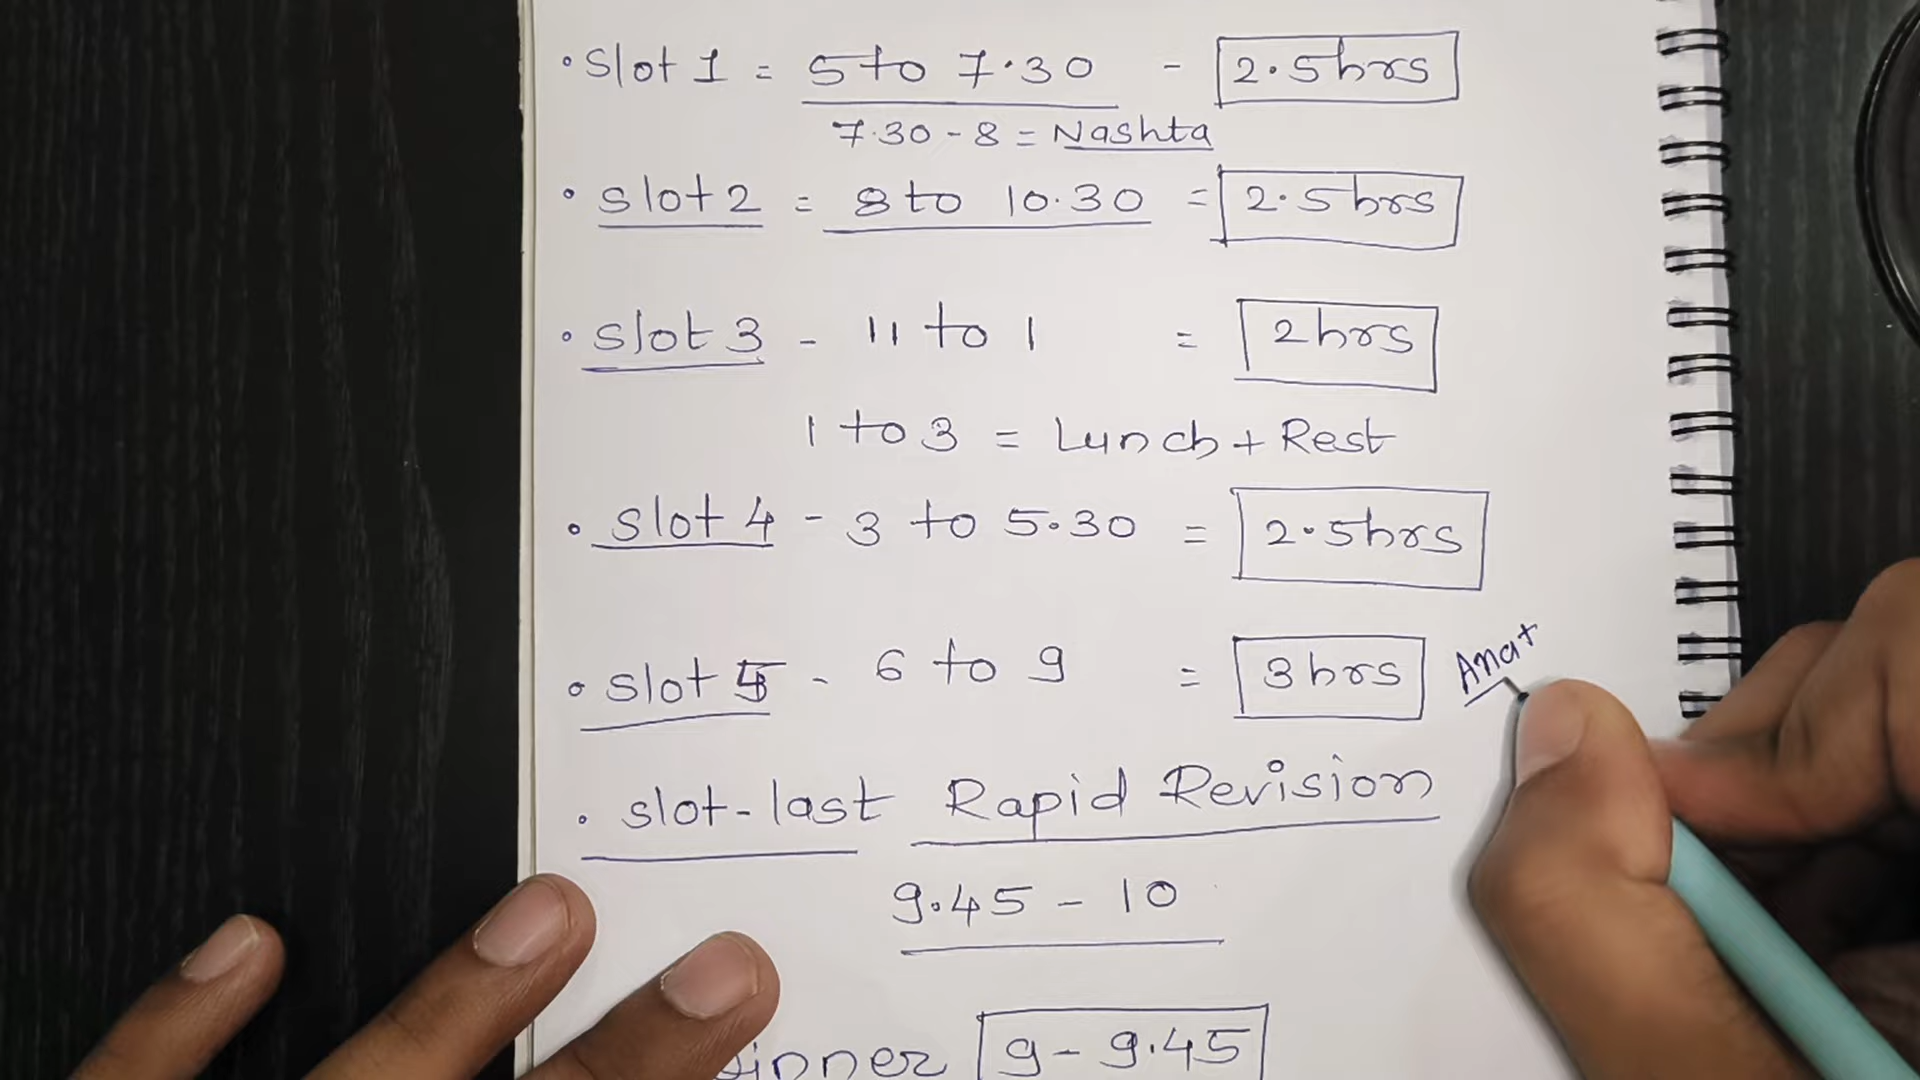 • Slot 1 = 5 to 7.30 - 2.5 hrs
7.30 - 8 = Nashta
• slot 2 = 8 to 10.30 = 2.5 hrs
• slot 3 - 11 to 1 = 2 hrs
1 to 3 = Lunch + Rest
• slot 4 - 3 to 5.30 = 2.5 hrs
• slot 5 - 6 to 9 = 3 hrs Anat
• slot-last Rapid Revision
9.45 - 10
Dinner 9 - 9.45